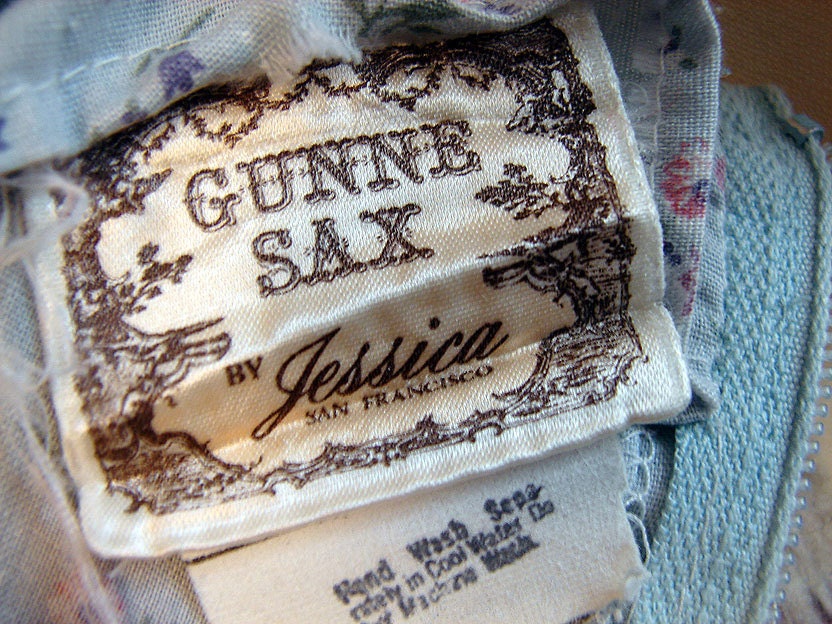 GUNNE
SAX
BY Jessica
SAN FRANCISCO
Hand Wash Sepa
rately in Cool Water Do
Not Machine Wash